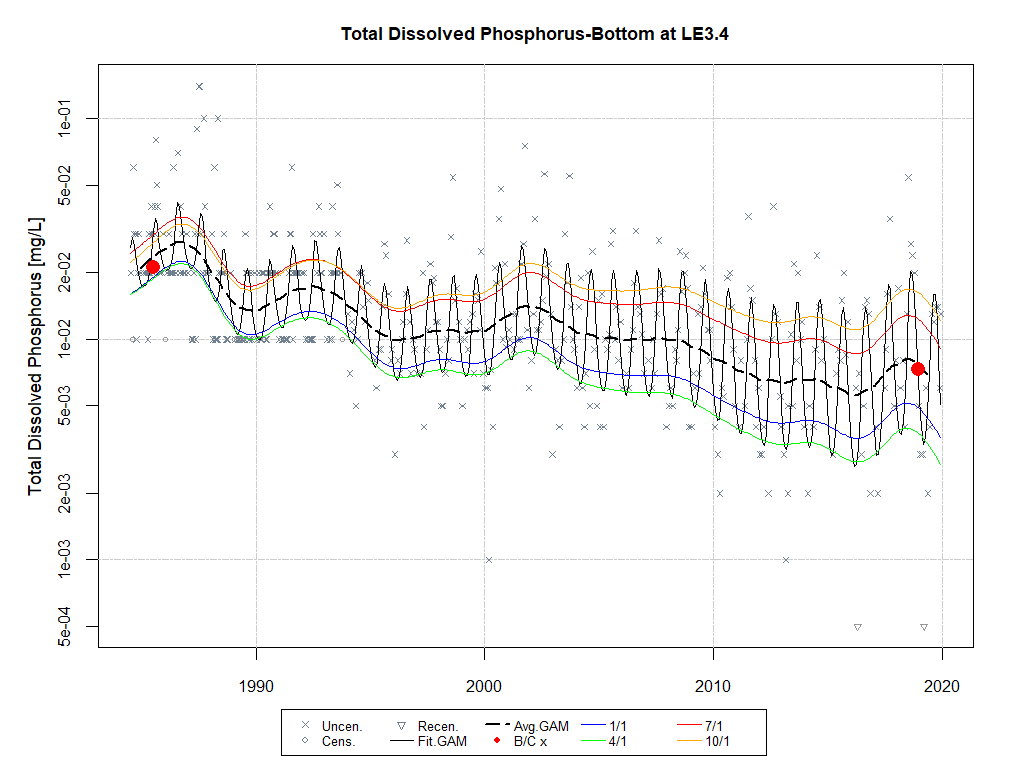 Total Dissolved Phosphorus-Bottom at LE3.4
Total Dissolved Phosphorus [mg/L]
1e-01
5e-02
2e-02
1e-02
5e-03
2e-03
1e-03
5e-04
1990 2000 2010 2020
Uncen. Recen. Avg.GAM 1/1 7/1
Cens. Fit.GAM B/C x 4/1 10/1